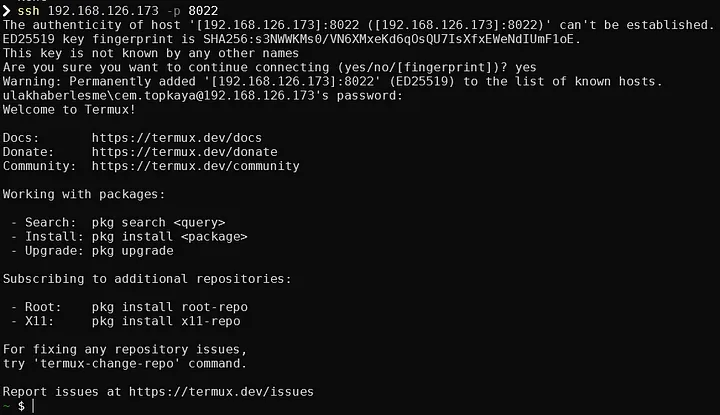 ❯ ssh 192.168.126.173 -p 8022
The authenticity of host '[192.168.126.173]:8022 ([192.168.126.173]:8022)' can't be established.
ED25519 key fingerprint is SHA256:s3NWWKMs0/VN6XMxeKd6qOsQU7IsXfxEWeNdIUmF1oE.
This key is not known by any other names
Are you sure you want to continue connecting (yes/no/[fingerprint])? yes
Warning: Permanently added '[192.168.126.173]:8022' (ED25519) to the list of known hosts.
ulakhaberlesme\cem.topkaya@192.168.126.173's password:
Welcome to Termux!

Docs:       https://termux.dev/docs
Donate:     https://termux.dev/donate
Community:  https://termux.dev/community

Working with packages:

 - Search:  pkg search <query>
 - Install: pkg install <package>
 - Upgrade: pkg upgrade

Subscribing to additional repositories:

 - Root:    pkg install root-repo
 - X11:     pkg install x11-repo

For fixing any repository issues,
try 'termux-change-repo' command.

Report issues at https://termux.dev/issues
~ $